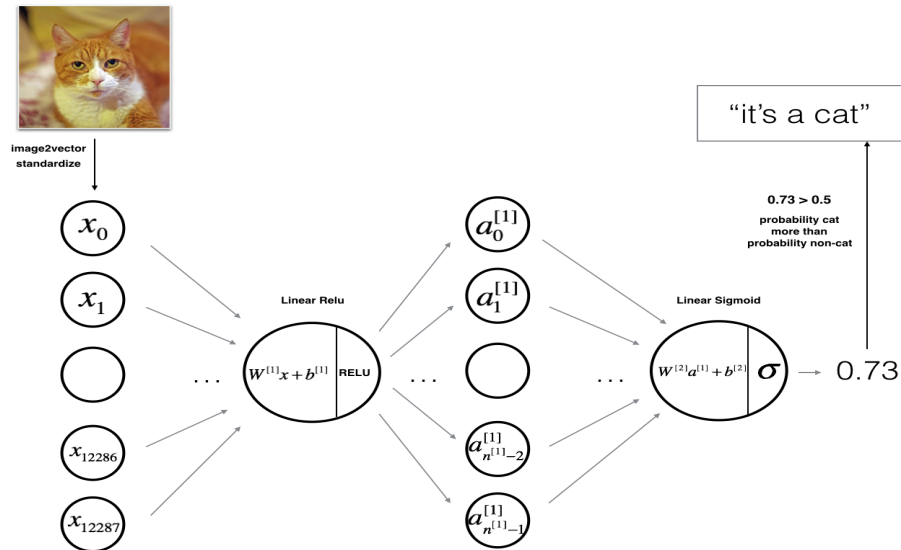 “it’s a cat”
image2vector
standardize
0.73 > 0.5
probability cat
more than
probability non-cat
x₀
a₀^[1]
x₁
a₁^[1]
Linear Relu
Linear Sigmoid
W^[1]x + b^[1]
RELU
W^[2]a^[1] + b^[2]
σ
0.73
...
...
...
x₁₂₂₈₆
a^[1]_{n^[1]−2}
x₁₂₂₈₇
a^[1]_{n^[1]−1}